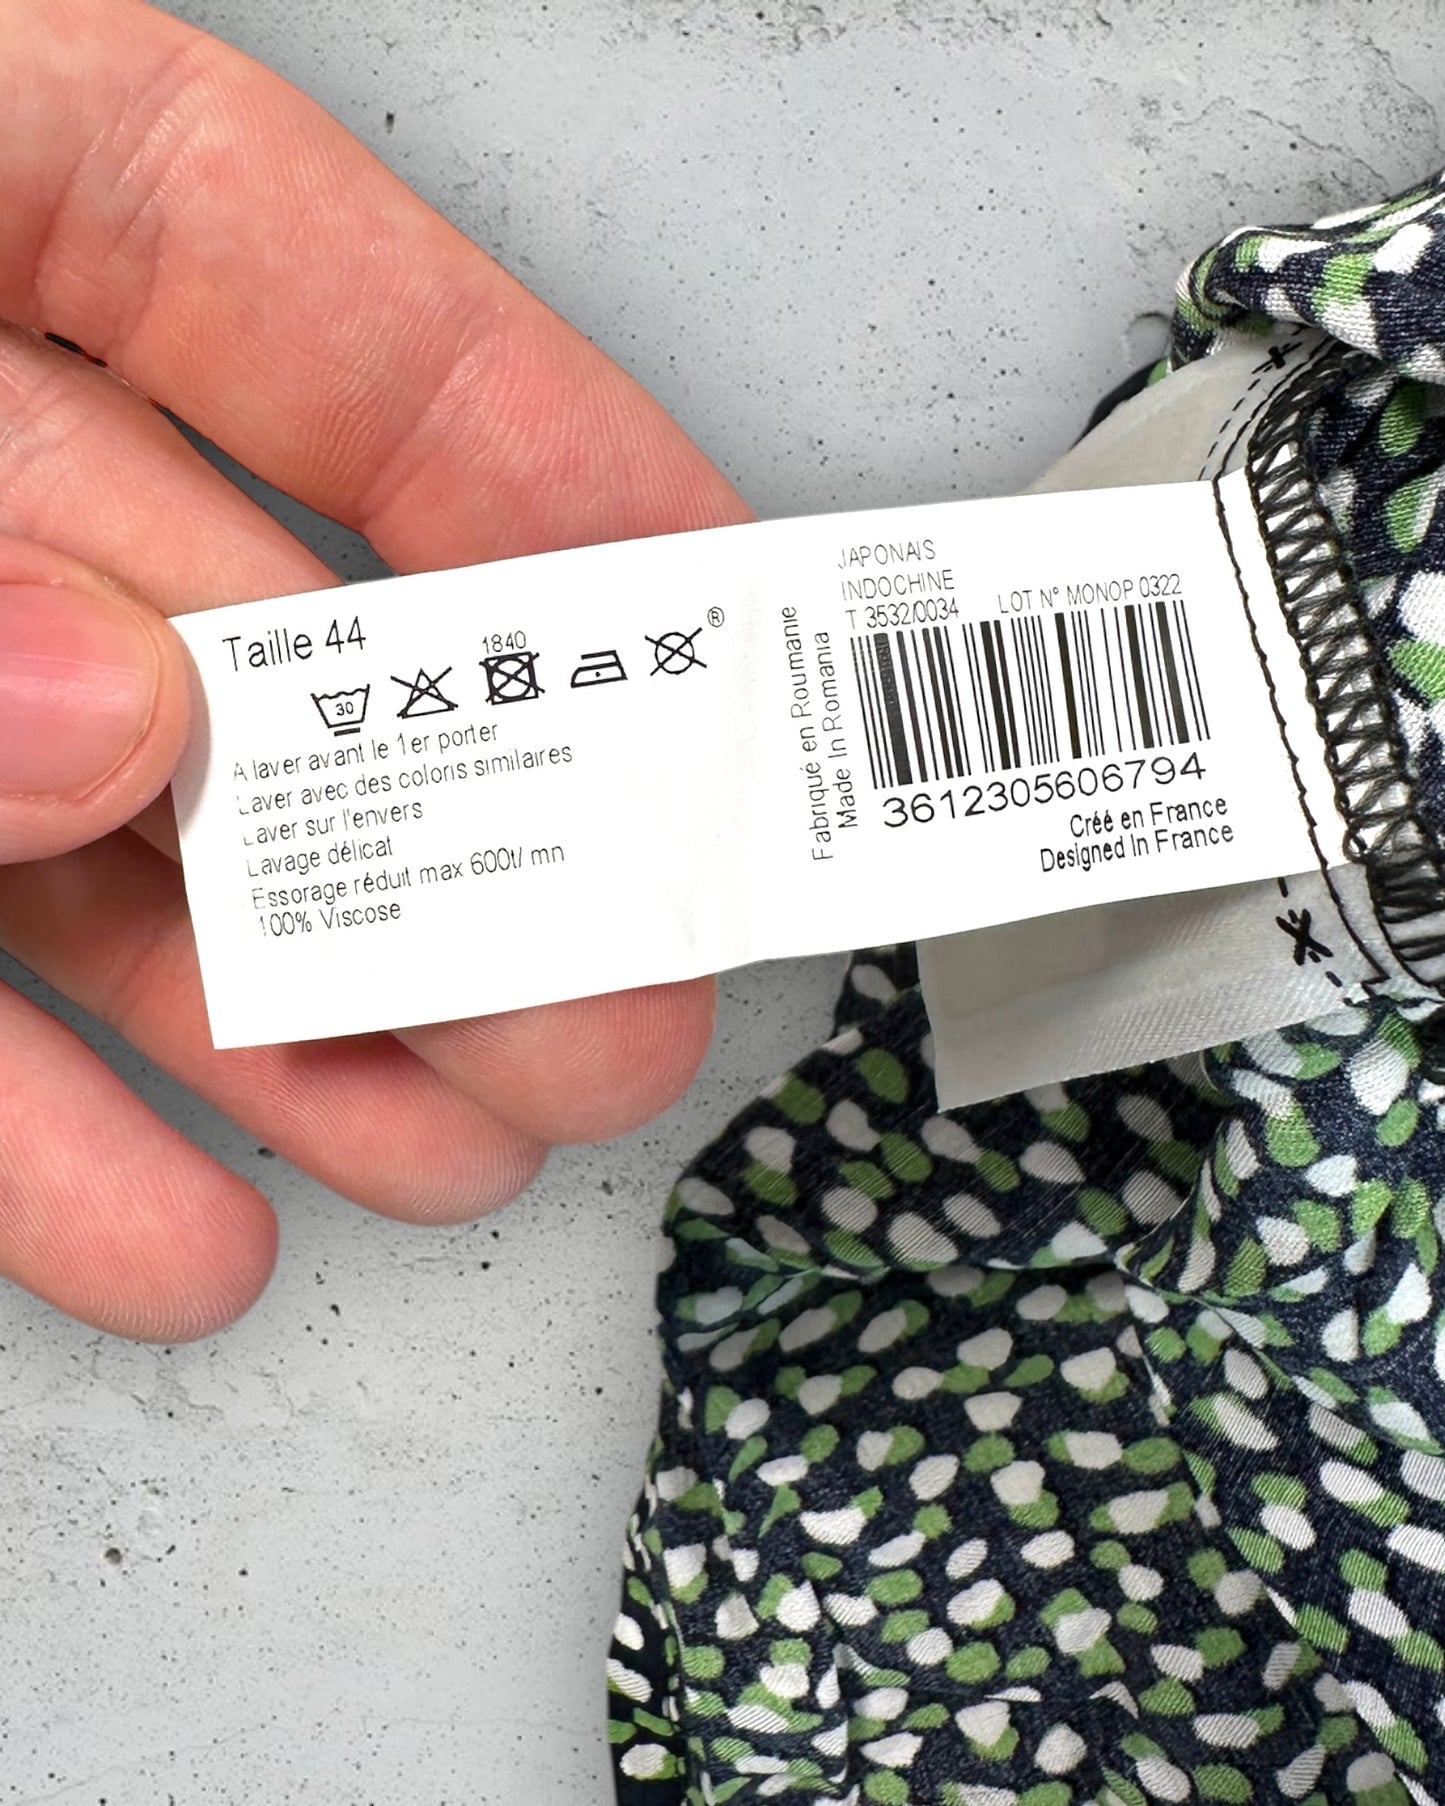 Taille 44
1840
30
®
A laver avant le 1er porter
Laver avec des coloris similaires
Laver sur l'envers
Lavage délicat
Essorage réduit max 600t/ mn
100% Viscose
Fabriqué en Roumanie
Made In Romania
JAPONAIS
INDOCHINE
T 3532/0034
LOT N° MONOP 0322
3612305606794
Créé en France
Designed In France